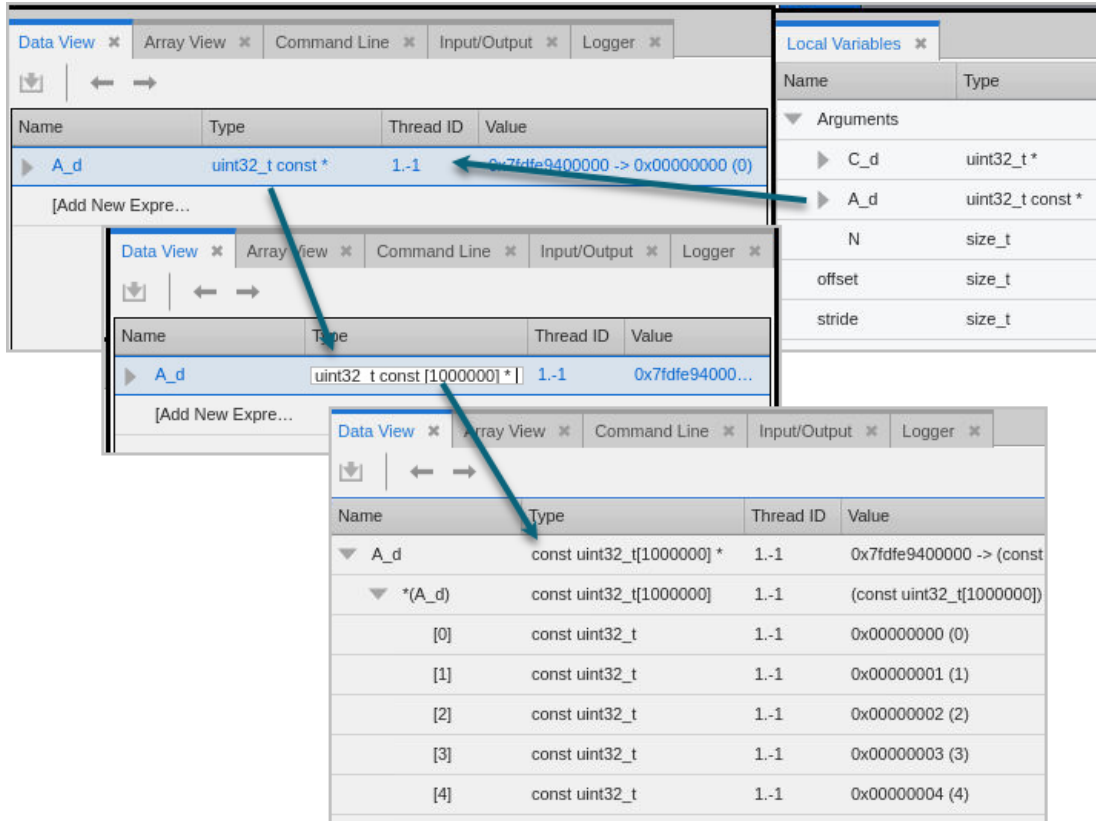 Data View × Array View × Command Line × Input/Output × Logger ×
Name Type Thread ID Value
A_d uint32_t const * 1.-1 0x7fdfe9400000 -> 0x00000000 (0)
[Add New Expre...
Local Variables ×
Name Type
Arguments
C_d uint32_t *
A_d uint32_t const *
N size_t
offset size_t
stride size_t
Data View × Array View × Command Line × Input/Output × Logger ×
Name Type Thread ID Value
A_d uint32_t const [1000000] * 1.-1 0x7fdfe94000...
[Add New Expre...
Data View × Array View × Command Line × Input/Output × Logger ×
Name Type Thread ID Value
A_d const uint32_t[1000000] * 1.-1 0x7fdfe9400000 -> (const
*(A_d) const uint32_t[1000000] 1.-1 (const uint32_t[1000000])
[0] const uint32_t 1.-1 0x00000000 (0)
[1] const uint32_t 1.-1 0x00000001 (1)
[2] const uint32_t 1.-1 0x00000002 (2)
[3] const uint32_t 1.-1 0x00000003 (3)
[4] const uint32_t 1.-1 0x00000004 (4)